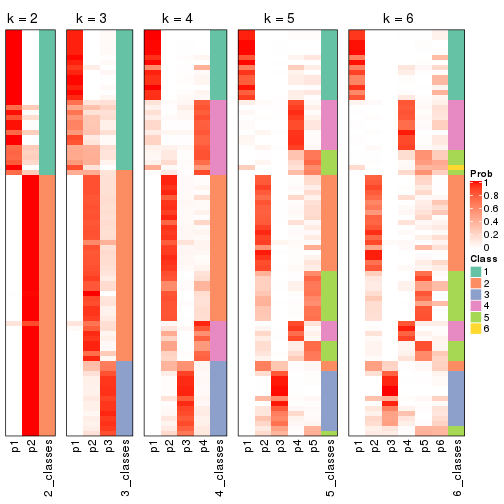 k = 2 k = 3 k = 4 k = 5 k = 6
p1 p2 2_classes
p1 p2 p3 3_classes
p1 p2 p3 p4 4_classes
p1 p2 p3 p4 p5 5_classes
p1 p2 p3 p4 p5 p6 6_classes
Prob
1
0.8
0.6
0.4
0.2
0
Class
1
2
3
4
5
6